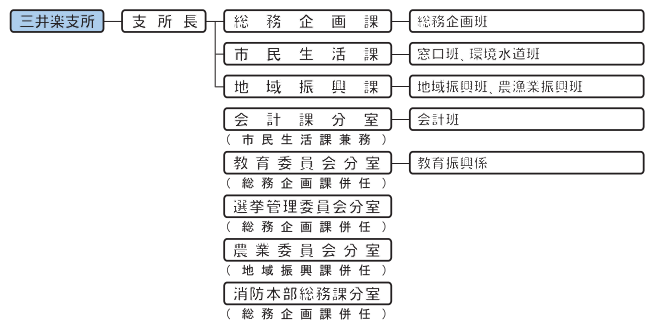 三井楽支所 支所長 総務企画課 総務企画班
市民生活課 窓口班、環境水道班
地域振興課 地域振興班、農漁業振興班
会計課分室 会計班
(市民生活課兼務)
教育委員会分室 教育振興係
(総務企画課併任)
選挙管理委員会分室
(総務企画課併任)
農業委員会分室
(地域振興課併任)
消防本部総務課分室
(総務企画課併任)